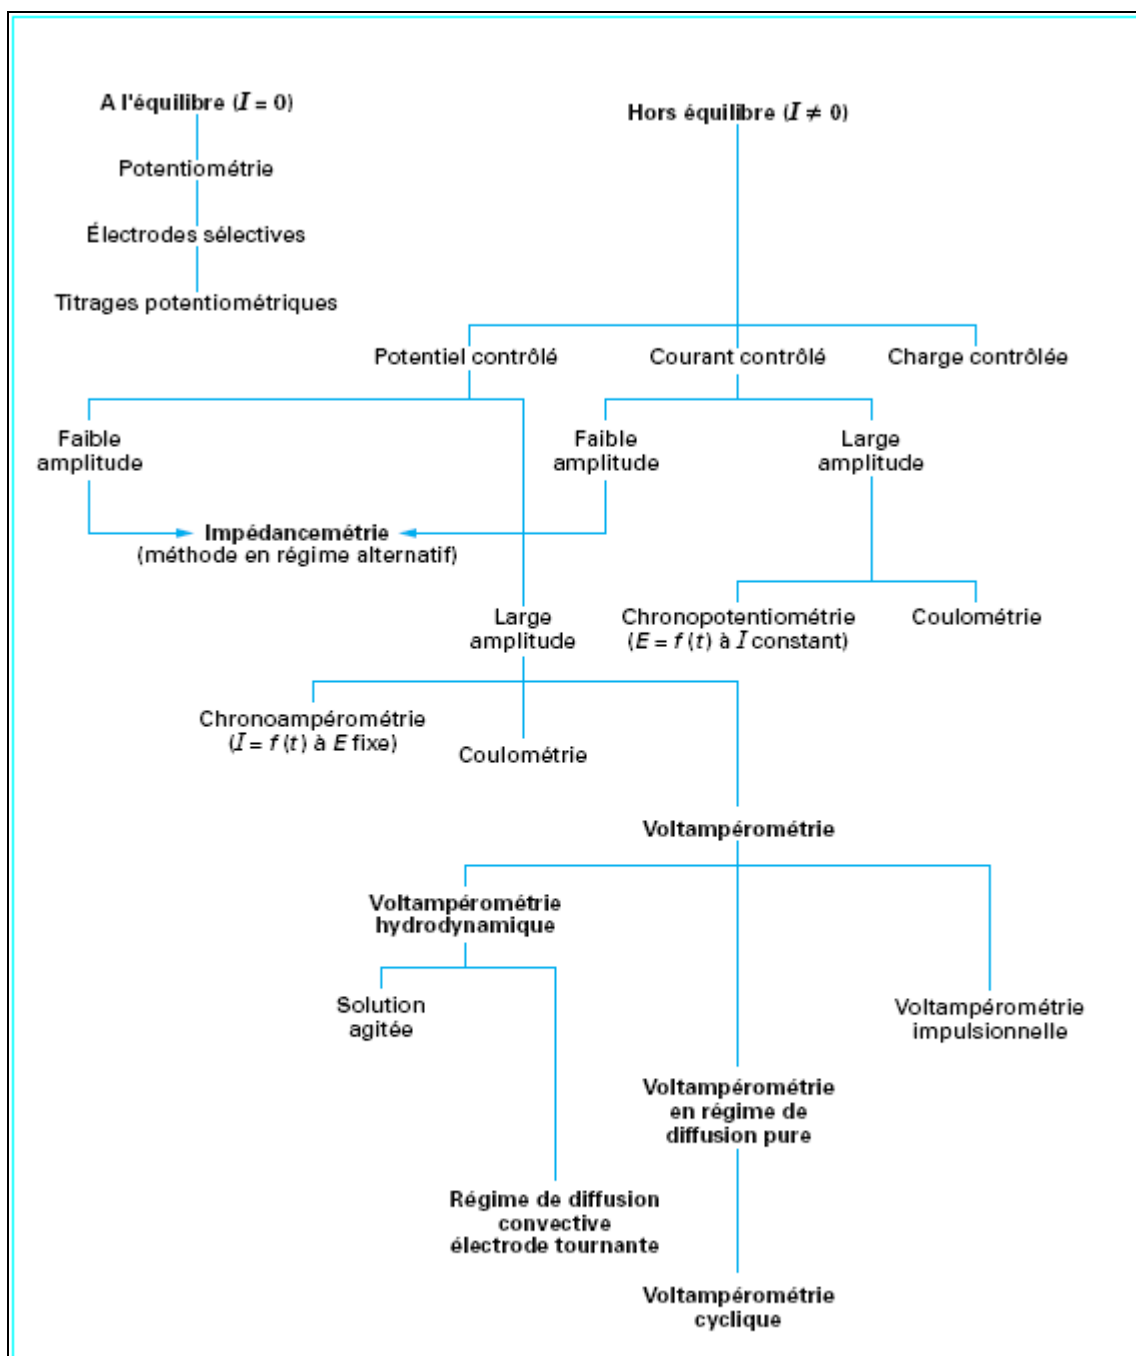 A l'équilibre (I = 0)
Hors équilibre (I ≠ 0)
Potentiométrie
Électrodes sélectives
Titrages potentiométriques
Potentiel contrôlé
Courant contrôlé
Charge contrôlée
Faible
amplitude
Faible
amplitude
Large
amplitude
Impédancemétrie
(méthode en régime alternatif)
Large
amplitude
Chronopotentiométrie
(E = f (t) à I constant)
Coulométrie
Chronoampérométrie
(I = f (t) à E fixe)
Coulométrie
Voltampérométrie
Voltampérométrie
hydrodynamique
Solution
agitée
Voltampérométrie
impulsionnelle
Voltampérométrie
en régime de
diffusion pure
Régime de diffusion
convective
électrode tournante
Voltampérométrie
cyclique